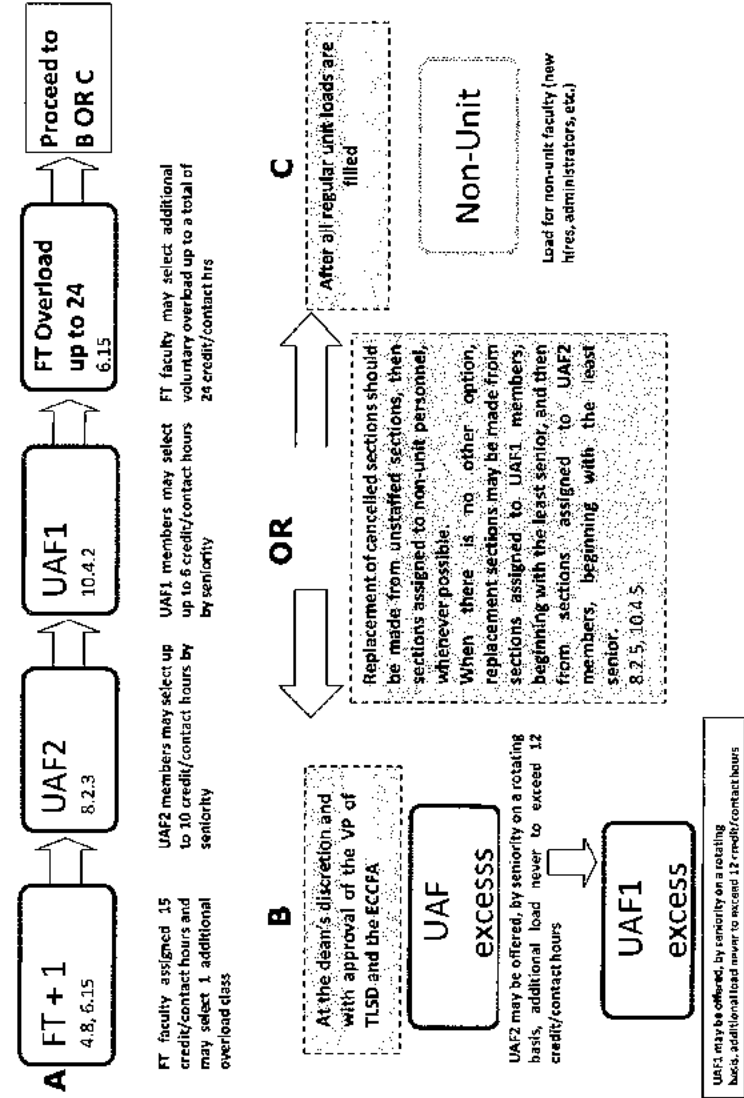 A
FT + 1
4.8, 6.15
FT faculty assigned 15
credit/contact hours and
may select 1 additional
overload class
UAF2
8.2.3
UAF2 members may select up
to 10 credit/contact hours by
seniority
UAF1
10.4.2
UAF1 members may select
up to 6 credit/contact hours
by seniority
FT Overload
up to 24
6.15
FT faculty may select additional
voluntary overload up to a total of
24 credit/contact hrs
Proceed to
B OR C
B
At the dean's discretion and
with approval of the VP of
TLSD and the ECCFA
UAF
excesss
UAF2 may be offered, by seniority on a rotating
basis, additional load never to exceed 12
credit/contact hours
UAF1
excess
UAF1 may be offered, by seniority on a rotating
basis, additional load never to exceed 12 credit/contact hours
OR
Replacement of cancelled sections should
be made from unstaffed sections, then
sections assigned to non-unit personnel,
whenever possible.
When there is no other option,
replacement sections may be made from
sections assigned to UAF1 members,
beginning with the least senior, and then
from sections assigned to UAF2
members, beginning with the least
senior.
8.2.5, 10.4.5
C
After all regular unit loads are
filled
Non-Unit
Load for non-unit faculty (new
hires, administrators, etc.)